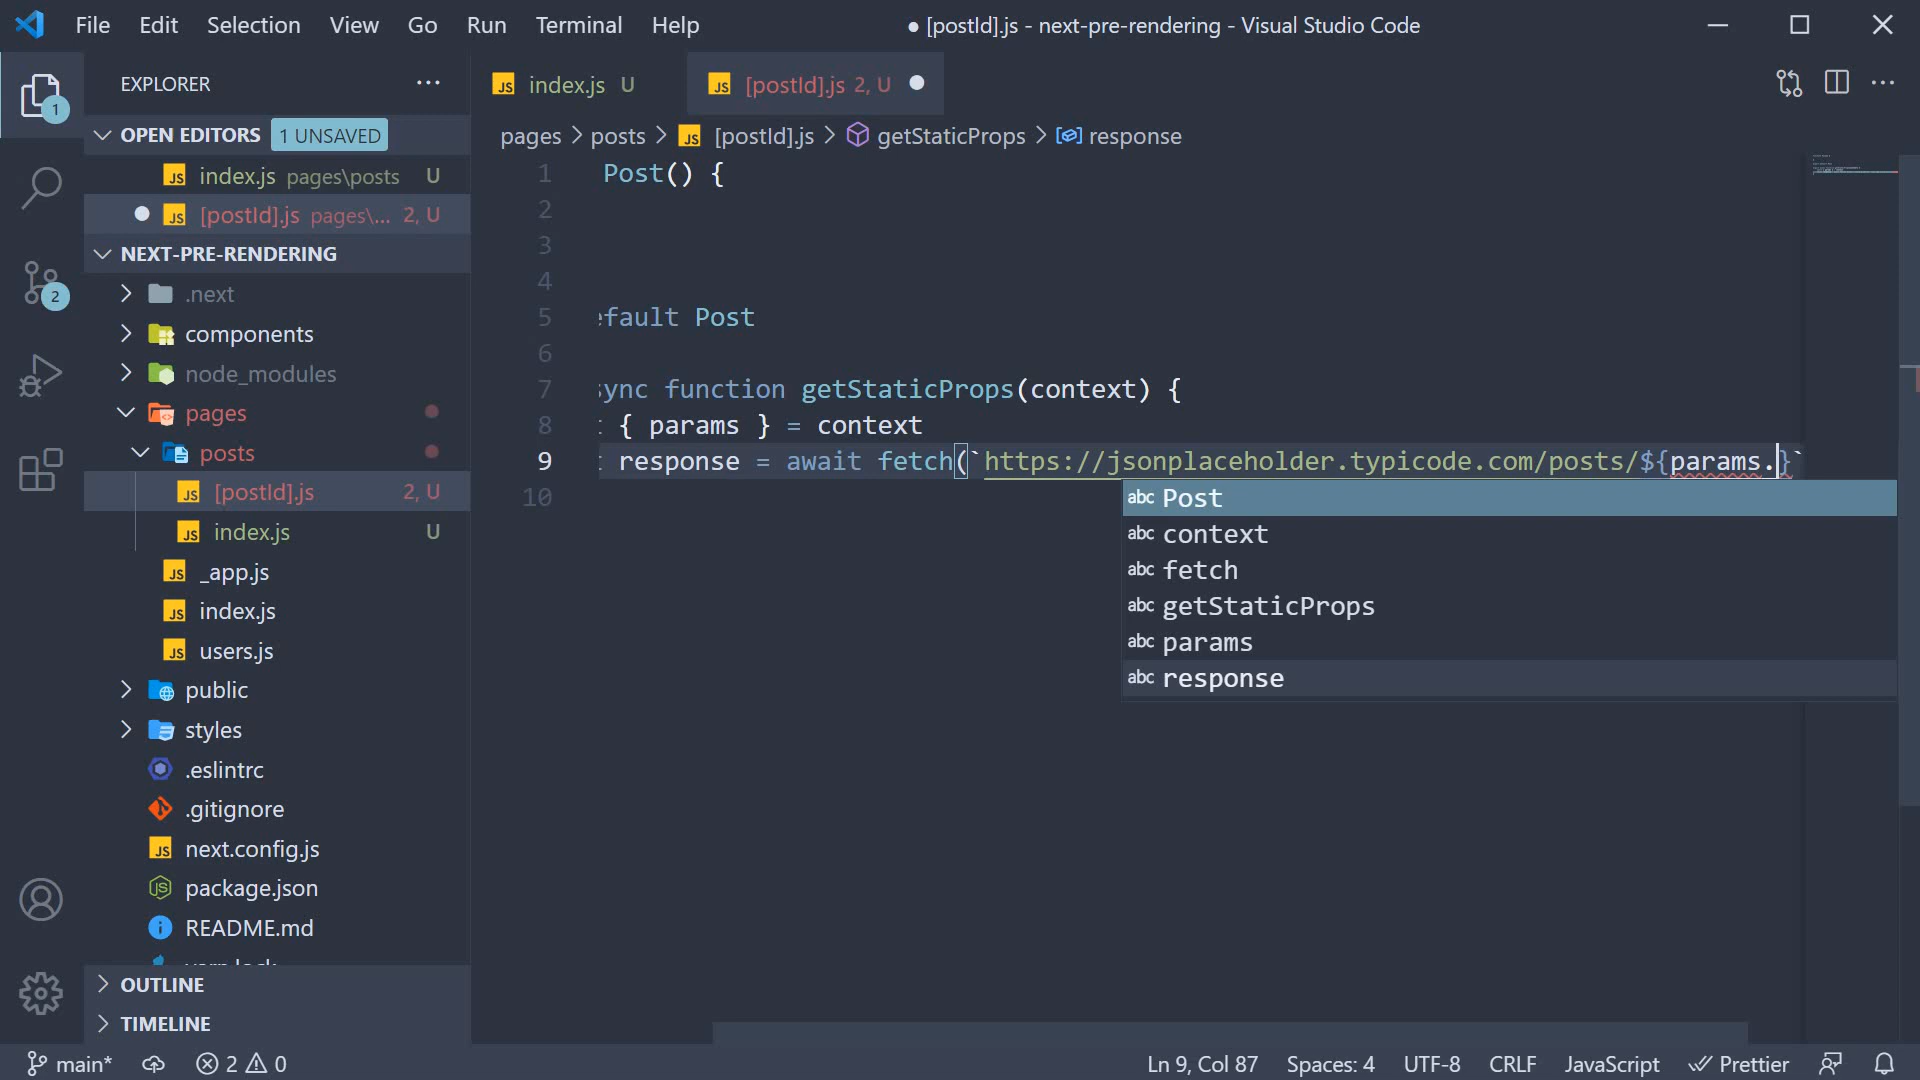 File Edit Selection View Go Run Terminal Help
● [postId].js - next-pre-rendering - Visual Studio Code
EXPLORER
OPEN EDITORS 1 UNSAVED
JS index.js pages\posts U
JS [postId].js pages\... 2, U
NEXT-PRE-RENDERING
.next
components
node_modules
pages
posts
JS [postId].js 2, U
JS index.js U
JS _app.js
JS index.js
JS users.js
public
styles
.eslintrc
.gitignore
JS next.config.js
package.json
README.md
OUTLINE
TIMELINE
1
2
JS index.js U
JS [postId].js 2, U
pages > posts > JS [postId].js > getStaticProps > response
1 Post() {
2
3
4
5 efault Post
6
7 sync function getStaticProps(context) {
8 { params } = context
9 response = await fetch(`https://jsonplaceholder.typicode.com/posts/${params.}`
10
abc Post
abc context
abc fetch
abc getStaticProps
abc params
abc response
main* 2 0
Ln 9, Col 87 Spaces: 4 UTF-8 CRLF JavaScript Prettier